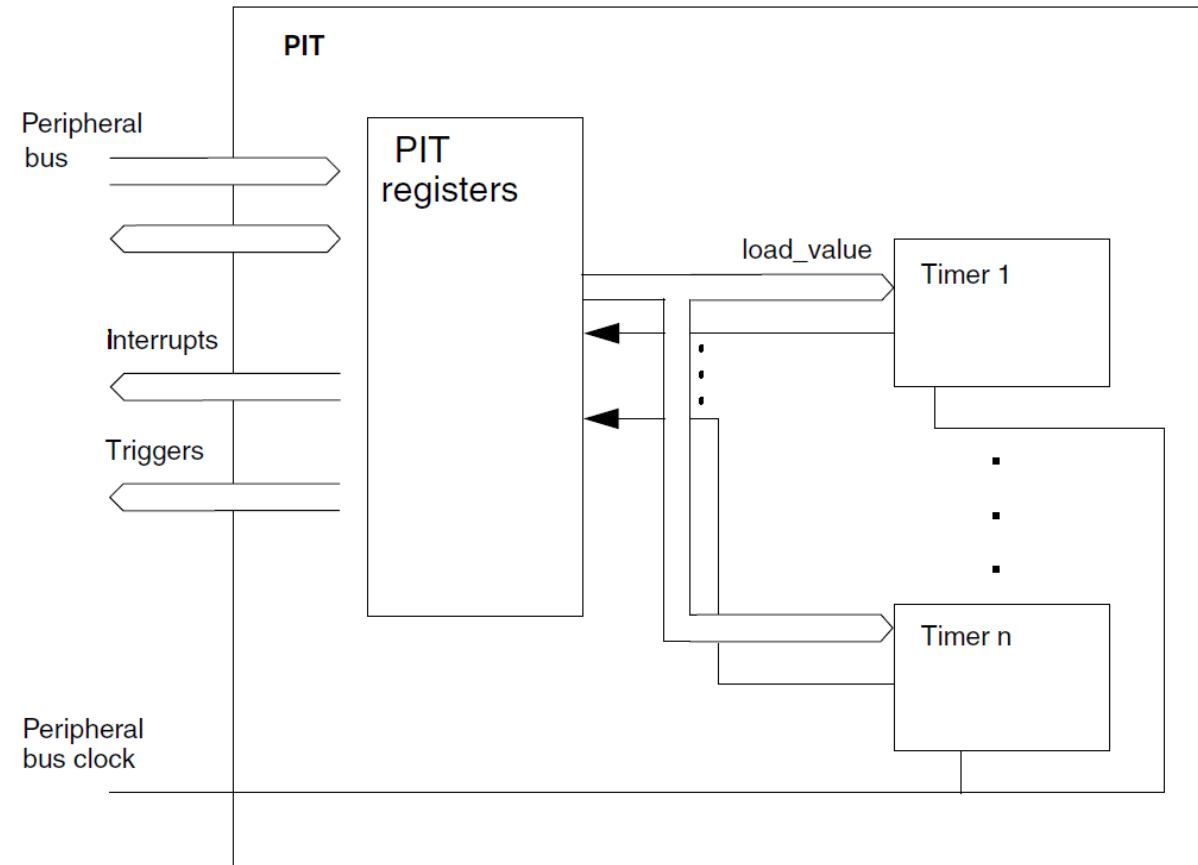 PIT
Peripheral
bus
PIT
registers
load_value
Timer 1
Interrupts
Triggers
Timer n
Peripheral
bus clock